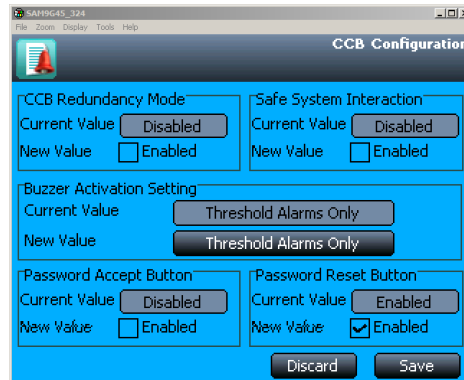 SAM9G45_324
File Zoom Display Tools Help
CCB Configuration
CCB Redundancy Mode
Current Value Disabled
New Value Enabled
Safe System Interaction
Current Value Disabled
New Value Enabled
Buzzer Activation Setting
Current Value Threshold Alarms Only
New Value Threshold Alarms Only
Password Accept Button
Current Value Disabled
New Value Enabled
Password Reset Button
Current Value Enabled
New Value Enabled
Discard Save